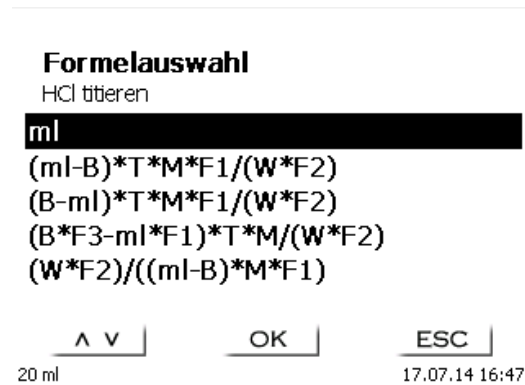 Formelauswahl
HCl titieren
ml
(ml-B)*T*M*F1/(W*F2)
(B-ml)*T*M*F1/(W*F2)
(B*F3-ml*F1)*T*M/(W*F2)
(W*F2)/((ml-B)*M*F1)
∧ ∨ OK ESC
20 ml 17.07.14 16:47